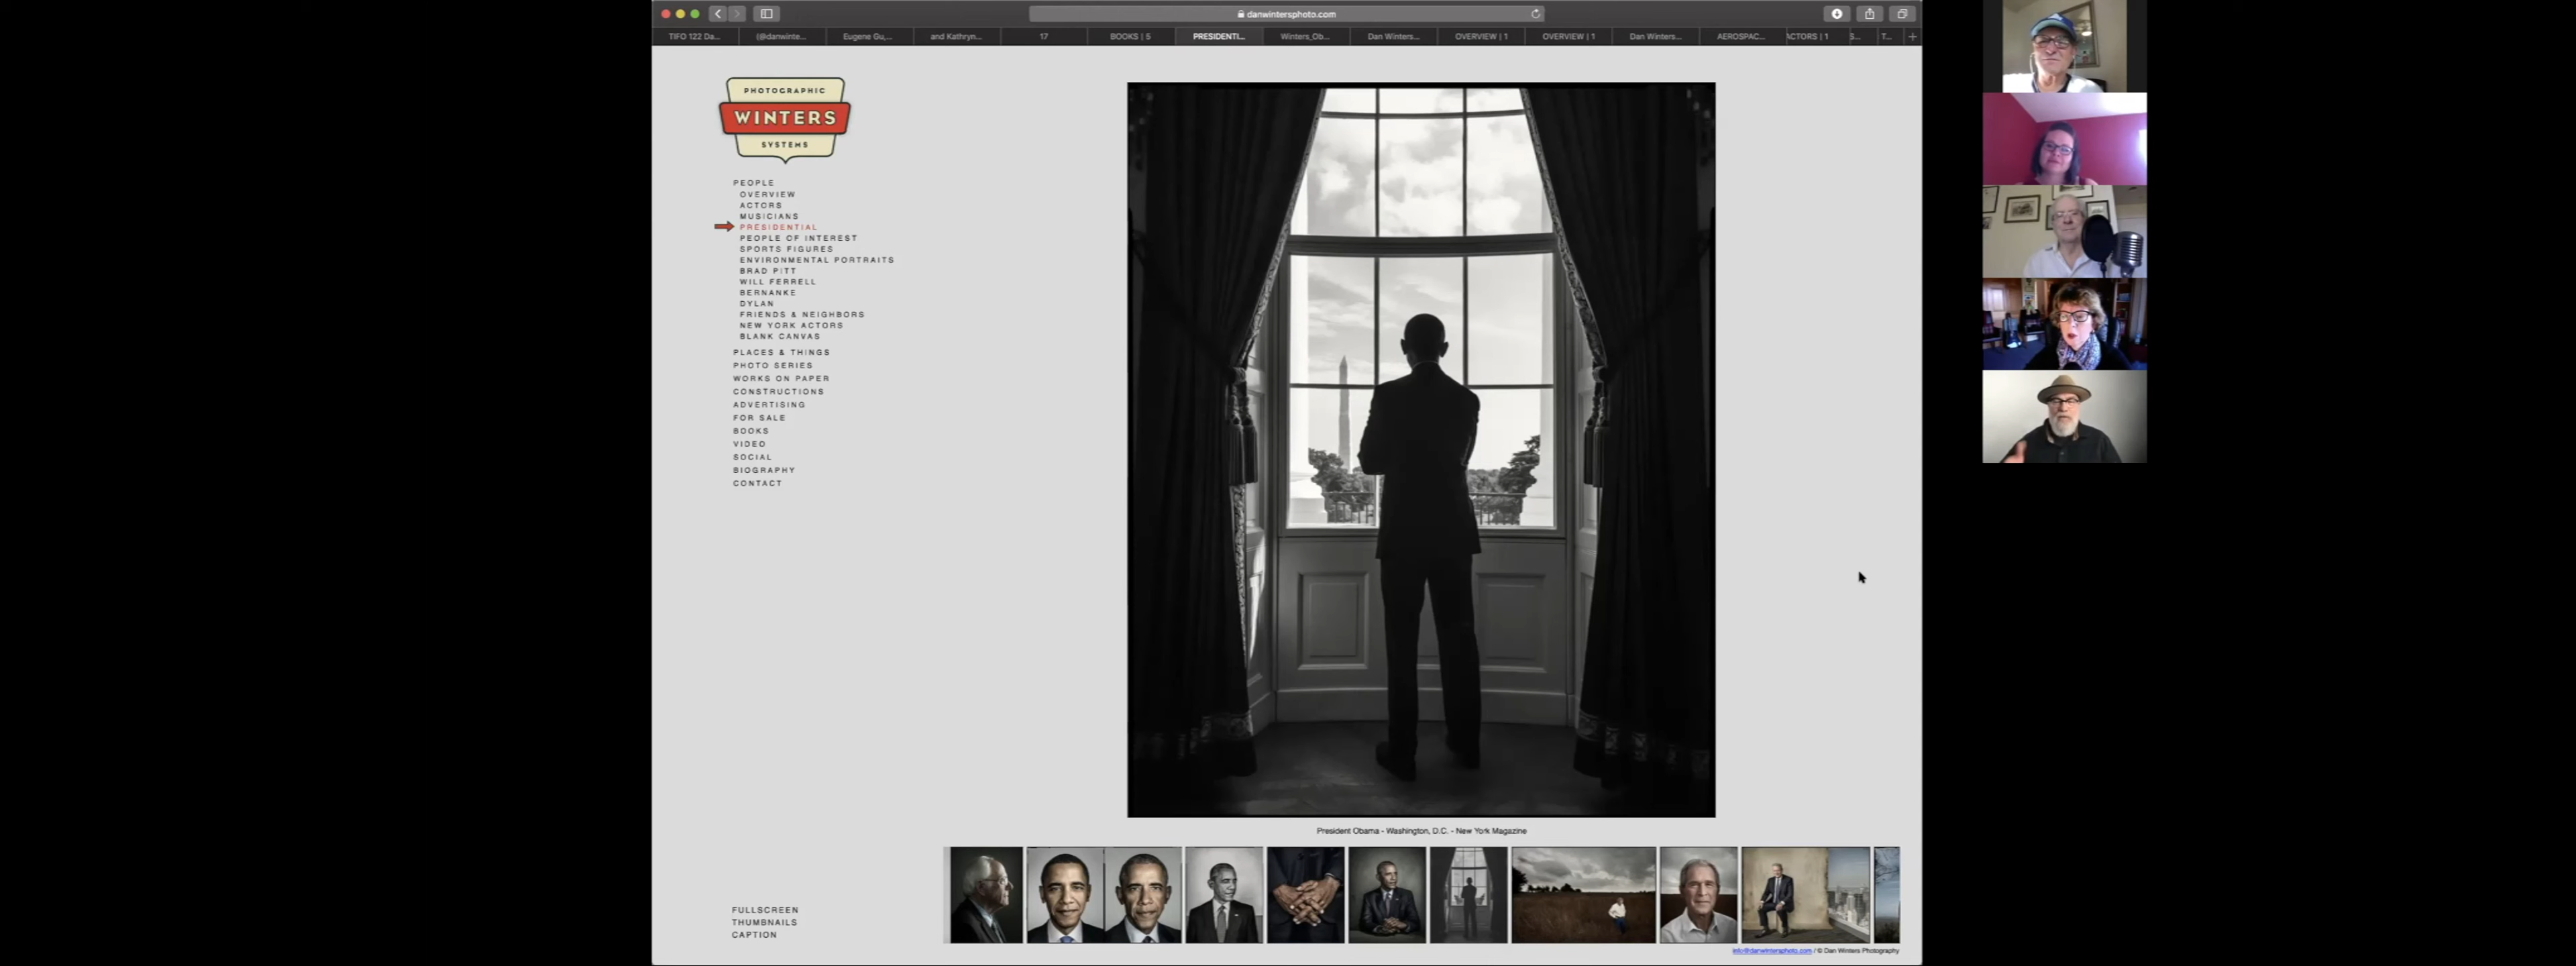 danwintersphoto.com
TIFO 122 Da...
(@danwinte...
Eugene Gu,...
and Kathryn...
17
BOOKS | 5
PRESIDENTI...
Winters_Ob...
Dan Winters...
OVERVIEW | 1
OVERVIEW | 1
Dan Winters...
AEROSPAC...
ACTORS | 1
S...
T...
PHOTOGRAPHIC
WINTERS
SYSTEMS
PEOPLE
OVERVIEW
ACTORS
MUSICIANS
PRESIDENTIAL
PEOPLE OF INTEREST
SPORTS FIGURES
ENVIRONMENTAL PORTRAITS
BRAD PITT
WILL FERRELL
BERNANKE
DYLAN
FRIENDS & NEIGHBORS
NEW YORK ACTORS
BLANK CANVAS
PLACES & THINGS
PHOTO SERIES
WORKS ON PAPER
CONSTRUCTIONS
ADVERTISING
FOR SALE
BOOKS
VIDEO
SOCIAL
BIOGRAPHY
CONTACT
President Obama - Washington, D.C. - New York Magazine
FULLSCREEN
THUMBNAILS
CAPTION
info@danwintersphoto.com / © Dan Winters Photography